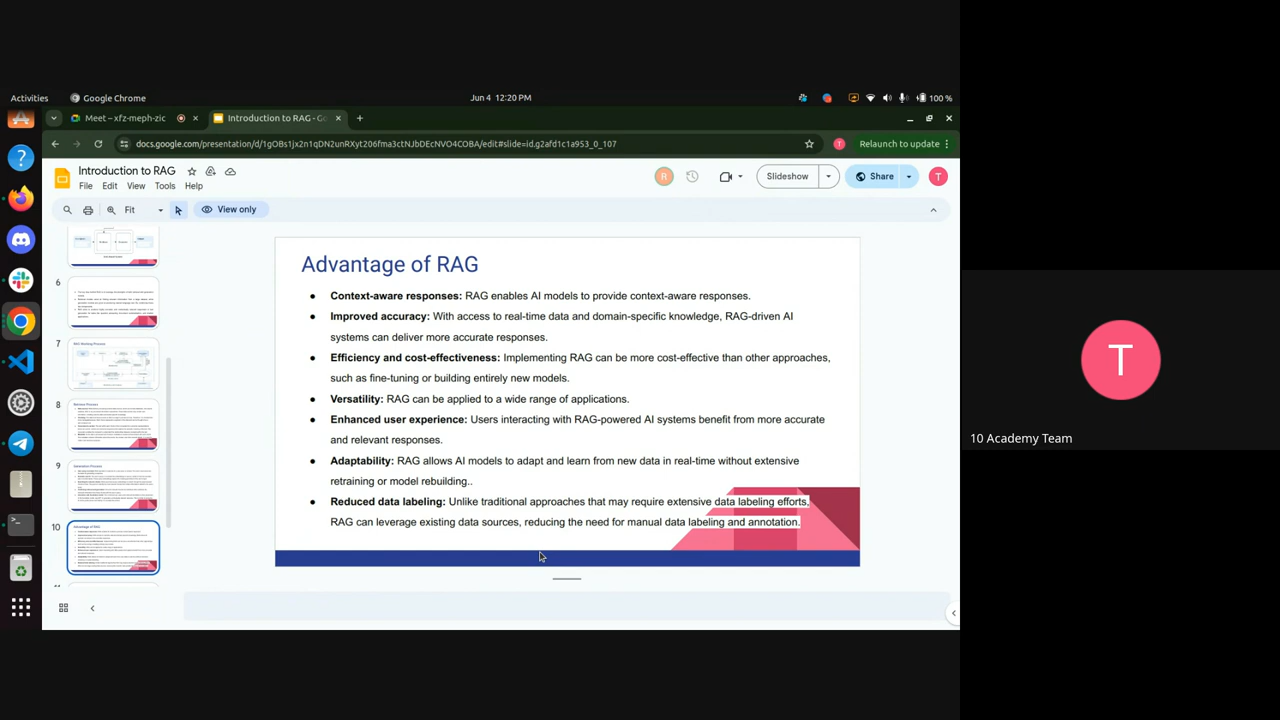 Activities
Google Chrome
Jun 4 12:20 PM
100 %
Meet – xfz-meph-zic
Introduction to RAG - Go
docs.google.com/presentation/d/1gOBs1jx2n1qDN2unRXyt206fma3ctNJbDEcNVO4COBA/edit#slide=id.g2afd1c1a953_0_107
T
Relaunch to update
Introduction to RAG
File Edit View Tools Help
R
Slideshow
Share
T
Fit
View only
6
7
RAG Working Process
8
9
10
Advantage of RAG
Advantage of RAG
● Context-aware responses: RAG enables AI models to provide context-aware responses.
● Improved accuracy: With access to real-time data and domain-specific knowledge, RAG-driven AI
systems can deliver more accurate responses.
● Efficiency and cost-effectiveness: Implementing RAG can be more cost-effective than other approaches,
such as fine-tuning or building entirely new models.
● Versatility: RAG can be applied to a wide range of applications.
● Enhanced user experience: Users interacting with RAG-powered AI systems benefit from more accurate
and relevant responses.
● Adaptability: RAG allows AI models to adapt and learn from new data in real-time without extensive
retraining or model rebuilding..
● Reduced data labeling: Unlike traditional approaches that may require extensive data labeling efforts,
RAG can leverage existing data sources, reducing the need for manual data labeling and annotation.
T
10 Academy Team